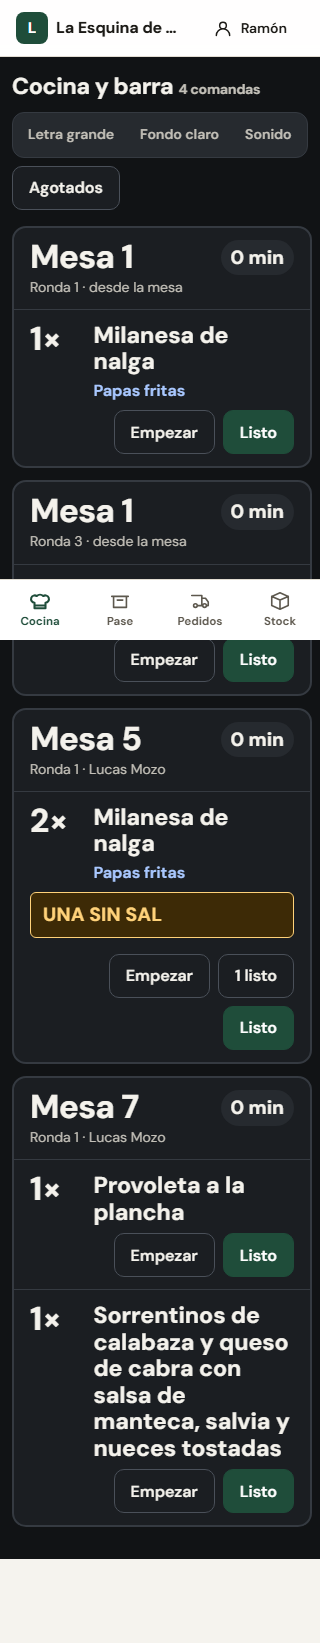 L La Esquina de ... Ramón
Cocina y barra 4 comandas
Letra grande Fondo claro Sonido
Agotados
Mesa 1 0 min
Ronda 1 · desde la mesa
1× Milanesa de
nalga
Papas fritas
Empezar Listo
Mesa 1 0 min
Ronda 3 · desde la mesa
Cocina Pase Pedidos Stock
Empezar Listo
Mesa 5 0 min
Ronda 1 · Lucas Mozo
2× Milanesa de
nalga
Papas fritas
UNA SIN SAL
Empezar 1 listo
Listo
Mesa 7 0 min
Ronda 1 · Lucas Mozo
1× Provoleta a la
plancha
Empezar Listo
1× Sorrentinos de
calabaza y queso
de cabra con
salsa de
manteca, salvia y
nueces tostadas
Empezar Listo